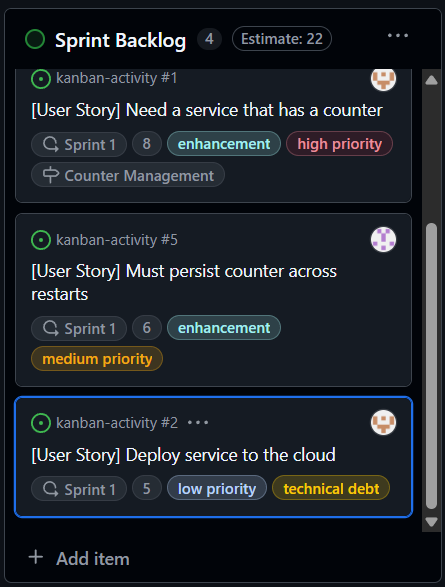 Sprint Backlog 4 Estimate: 22 ...
kanban-activity #1
[User Story] Need a service that has a counter
Sprint 1 8 enhancement high priority
Counter Management
kanban-activity #5
[User Story] Must persist counter across
restarts
Sprint 1 6 enhancement
medium priority
kanban-activity #2 ...
[User Story] Deploy service to the cloud
Sprint 1 5 low priority technical debt
+ Add item